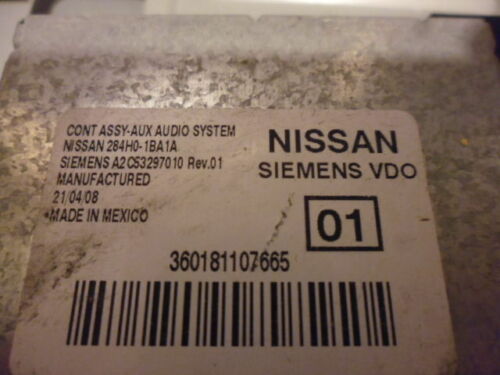 CONT ASSY-AUX AUDIO SYSTEM
NISSAN 284H0-1BA1A
SIEMENS A2C53297010 Rev.01
MANUFACTURED
21/04/08
MADE IN MEXICO
NISSAN
SIEMENS VDO
01
360181107665